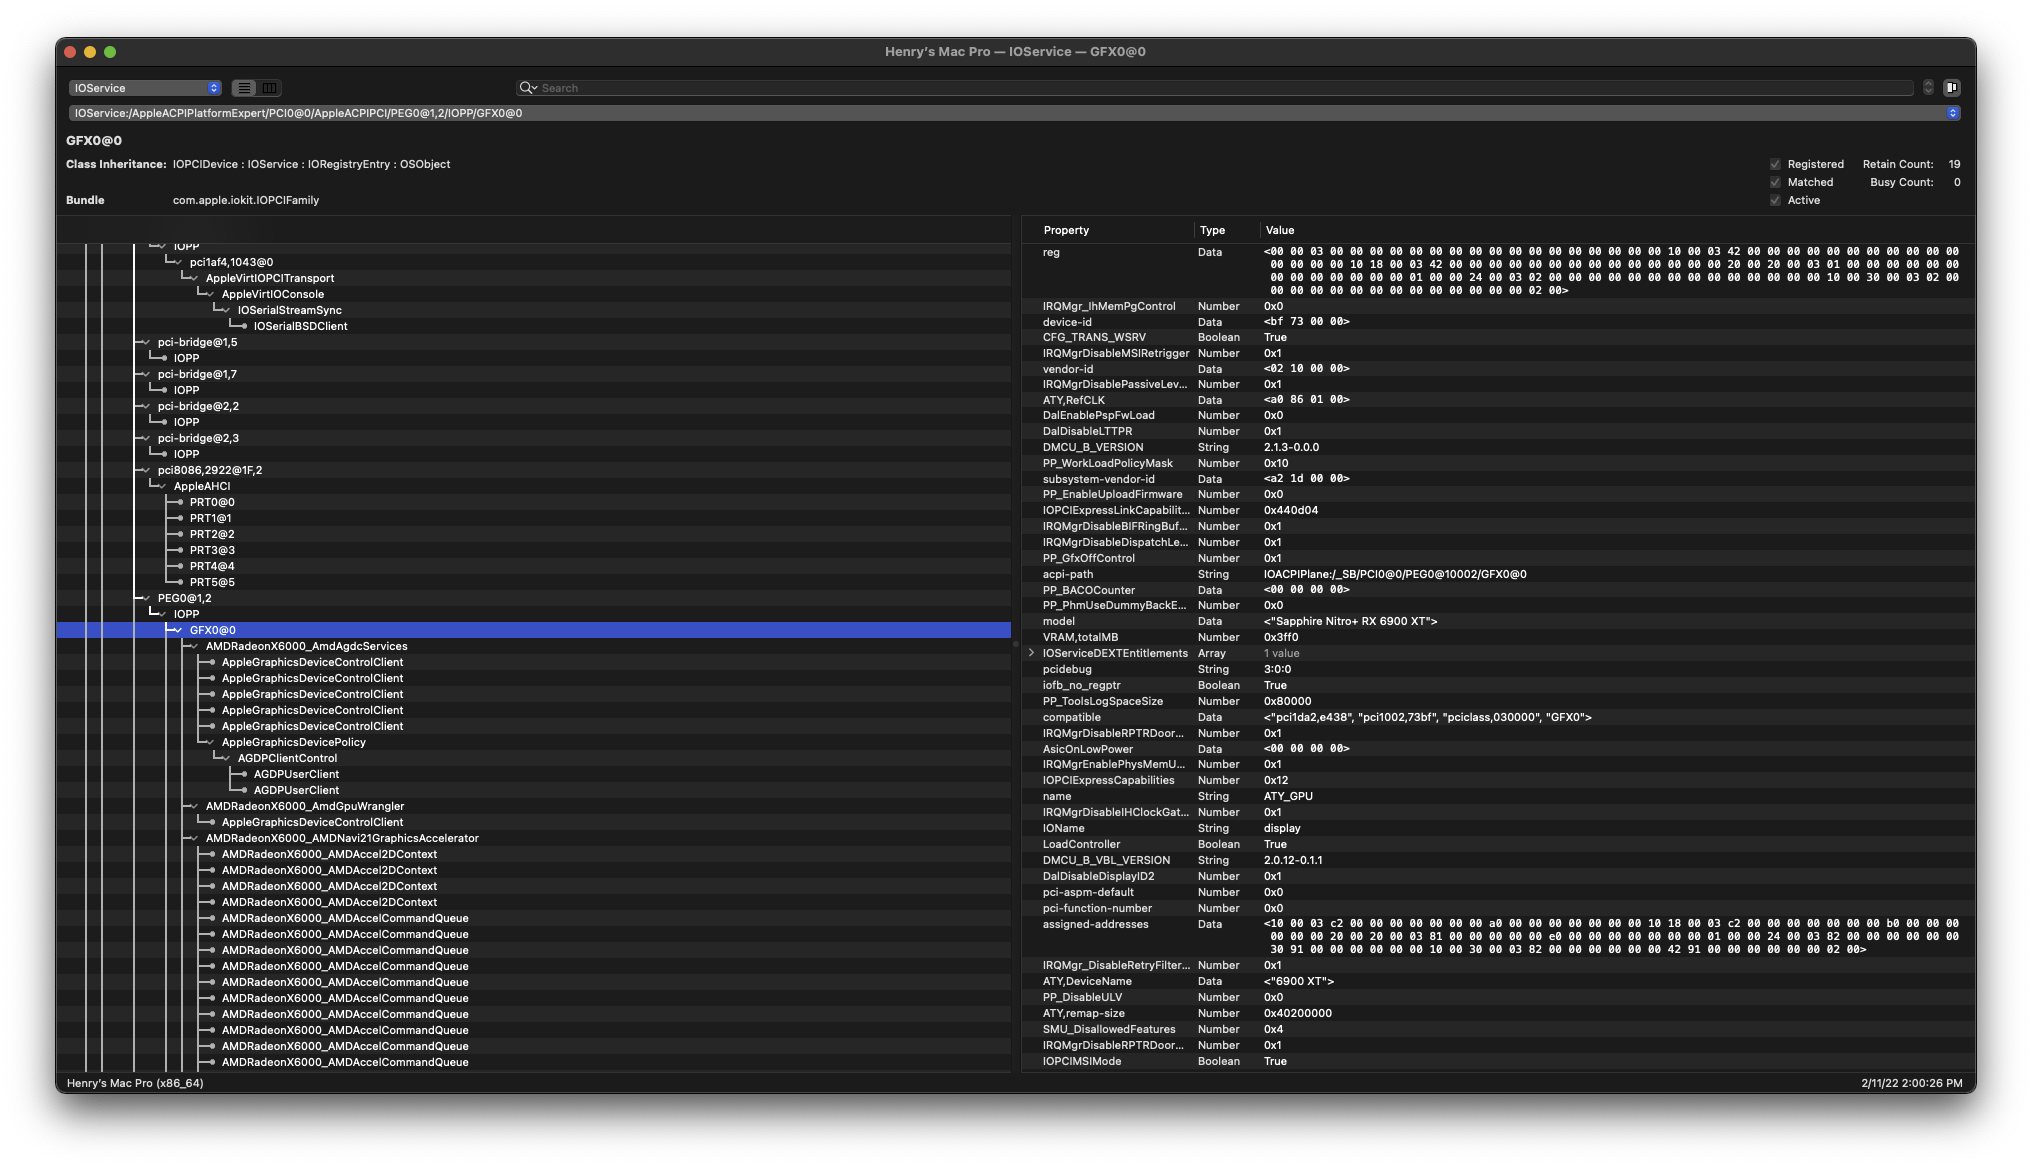 Henry's Mac Pro — IOService — GFX0@0
IOService
Search
IOService:/AppleACPIPlatformExpert/PCI0@0/AppleACPIPCI/PEG0@1,2/IOPP/GFX0@0
GFX0@0
Class Inheritance: IOPCIDevice : IOService : IORegistryEntry : OSObject
Registered Retain Count: 19
Matched Busy Count: 0
Bundle com.apple.iokit.IOPCIFamily
Active
IOPP
pci1af4,1043@0
AppleVirtIOPCITransport
AppleVirtIOConsole
IOSerialStreamSync
IOSerialBSDClient
pci-bridge@1,5
IOPP
pci-bridge@1,7
IOPP
pci-bridge@2,2
IOPP
pci-bridge@2,3
IOPP
pci8086,2922@1F,2
AppleAHCI
PRT0@0
PRT1@1
PRT2@2
PRT3@3
PRT4@4
PRT5@5
PEG0@1,2
IOPP
GFX0@0
AMDRadeonX6000_AmdAgdcServices
AppleGraphicsDeviceControlClient
AppleGraphicsDeviceControlClient
AppleGraphicsDeviceControlClient
AppleGraphicsDeviceControlClient
AppleGraphicsDeviceControlClient
AppleGraphicsDevicePolicy
AGDPClientControl
AGDPUserClient
AGDPUserClient
AMDRadeonX6000_AmdGpuWrangler
AppleGraphicsDeviceControlClient
AMDRadeonX6000_AMDNavi21GraphicsAccelerator
AMDRadeonX6000_AMDAccel2DContext
AMDRadeonX6000_AMDAccel2DContext
AMDRadeonX6000_AMDAccel2DContext
AMDRadeonX6000_AMDAccel2DContext
AMDRadeonX6000_AMDAccelCommandQueue
AMDRadeonX6000_AMDAccelCommandQueue
AMDRadeonX6000_AMDAccelCommandQueue
AMDRadeonX6000_AMDAccelCommandQueue
AMDRadeonX6000_AMDAccelCommandQueue
AMDRadeonX6000_AMDAccelCommandQueue
AMDRadeonX6000_AMDAccelCommandQueue
AMDRadeonX6000_AMDAccelCommandQueue
AMDRadeonX6000_AMDAccelCommandQueue
AMDRadeonX6000_AMDAccelCommandQueue
Property Type Value
reg Data <00 00 03 00 00 00 00 00 00 00 00 00 00 00 00 00 00 00 00 00 10 00 03 42 00 00 00 00 00 00 00 00 00 00 00
00 00 00 00 10 18 00 03 42 00 00 00 00 00 00 00 00 00 00 00 00 00 00 20 00 20 00 03 01 00 00 00 00 00 00 00
00 00 00 00 00 00 00 01 00 00 24 00 03 02 00 00 00 00 00 00 00 00 00 00 00 00 00 00 10 00 30 00 03 02 00
00 00 00 00 00 00 00 00 00 00 00 00 00 02 00>
IRQMgr_IhMemPgControl Number 0x0
device-id Data <bf 73 00 00>
CFG_TRANS_WSRV Boolean True
IRQMgrDisableMSIRetrigger Number 0x1
vendor-id Data <02 10 00 00>
IRQMgrDisablePassiveLev... Number 0x1
ATY,RefCLK Data <a0 86 01 00>
DalEnablePspFwLoad Number 0x0
DalDisableLTTPR Number 0x1
DMCU_B_VERSION String 2.1.3-0.0.0
PP_WorkLoadPolicyMask Number 0x10
subsystem-vendor-id Data <a2 1d 00 00>
PP_EnableUploadFirmware Number 0x0
IOPCIExpressLinkCapabilit... Number 0x440d04
IRQMgrDisableBIFRingBuf... Number 0x1
IRQMgrDisableDispatchLe... Number 0x1
PP_GfxOffControl Number 0x1
acpi-path String IOACPIPlane:/_SB/PCI0@0/PEG0@10002/GFX0@0
PP_BACOCounter Data <00 00 00 00>
PP_PhmUseDummyBackE... Number 0x0
model Data <"Sapphire Nitro+ RX 6900 XT">
VRAM,totalMB Number 0x3ff0
IOServiceDEXTEntitlements Array 1 value
pcidebug String 3:0:0
iofb_no_regptr Boolean True
PP_ToolsLogSpaceSize Number 0x80000
compatible Data <"pci1da2,e438", "pci1002,73bf", "pciclass,030000", "GFX0">
IRQMgrDisableRPTRDoor... Number 0x1
AsicOnLowPower Data <00 00 00 00>
IRQMgrEnablePhysMemU... Number 0x1
IOPCIExpressCapabilities Number 0x12
name String ATY_GPU
IRQMgrDisableIHClockGat... Number 0x1
IOName String display
LoadController Boolean True
DMCU_B_VBL_VERSION String 2.0.12-0.1.1
DalDisableDisplayID2 Number 0x1
pci-aspm-default Number 0x0
pci-function-number Number 0x0
assigned-addresses Data <10 00 03 c2 00 00 00 00 00 00 00 a0 00 00 00 00 00 00 00 10 18 00 03 c2 00 00 00 00 00 00 00 b0 00 00 00
00 00 00 20 00 20 00 03 81 00 00 00 00 00 e0 00 00 00 00 00 00 00 01 00 00 24 00 03 82 00 00 00 00 00 00
30 91 00 00 00 00 00 00 10 00 30 00 03 82 00 00 00 00 00 00 42 91 00 00 00 00 00 00 02 00>
IRQMgr_DisableRetryFilter... Number 0x1
ATY,DeviceName Data <"6900 XT">
PP_DisableULV Number 0x0
ATY,remap-size Number 0x40200000
SMU_DisallowedFeatures Number 0x4
IRQMgrDisableRPTRDoor... Number 0x1
IOPCIMSIMode Boolean True
Henry's Mac Pro (x86_64)
2/11/22 2:00:26 PM